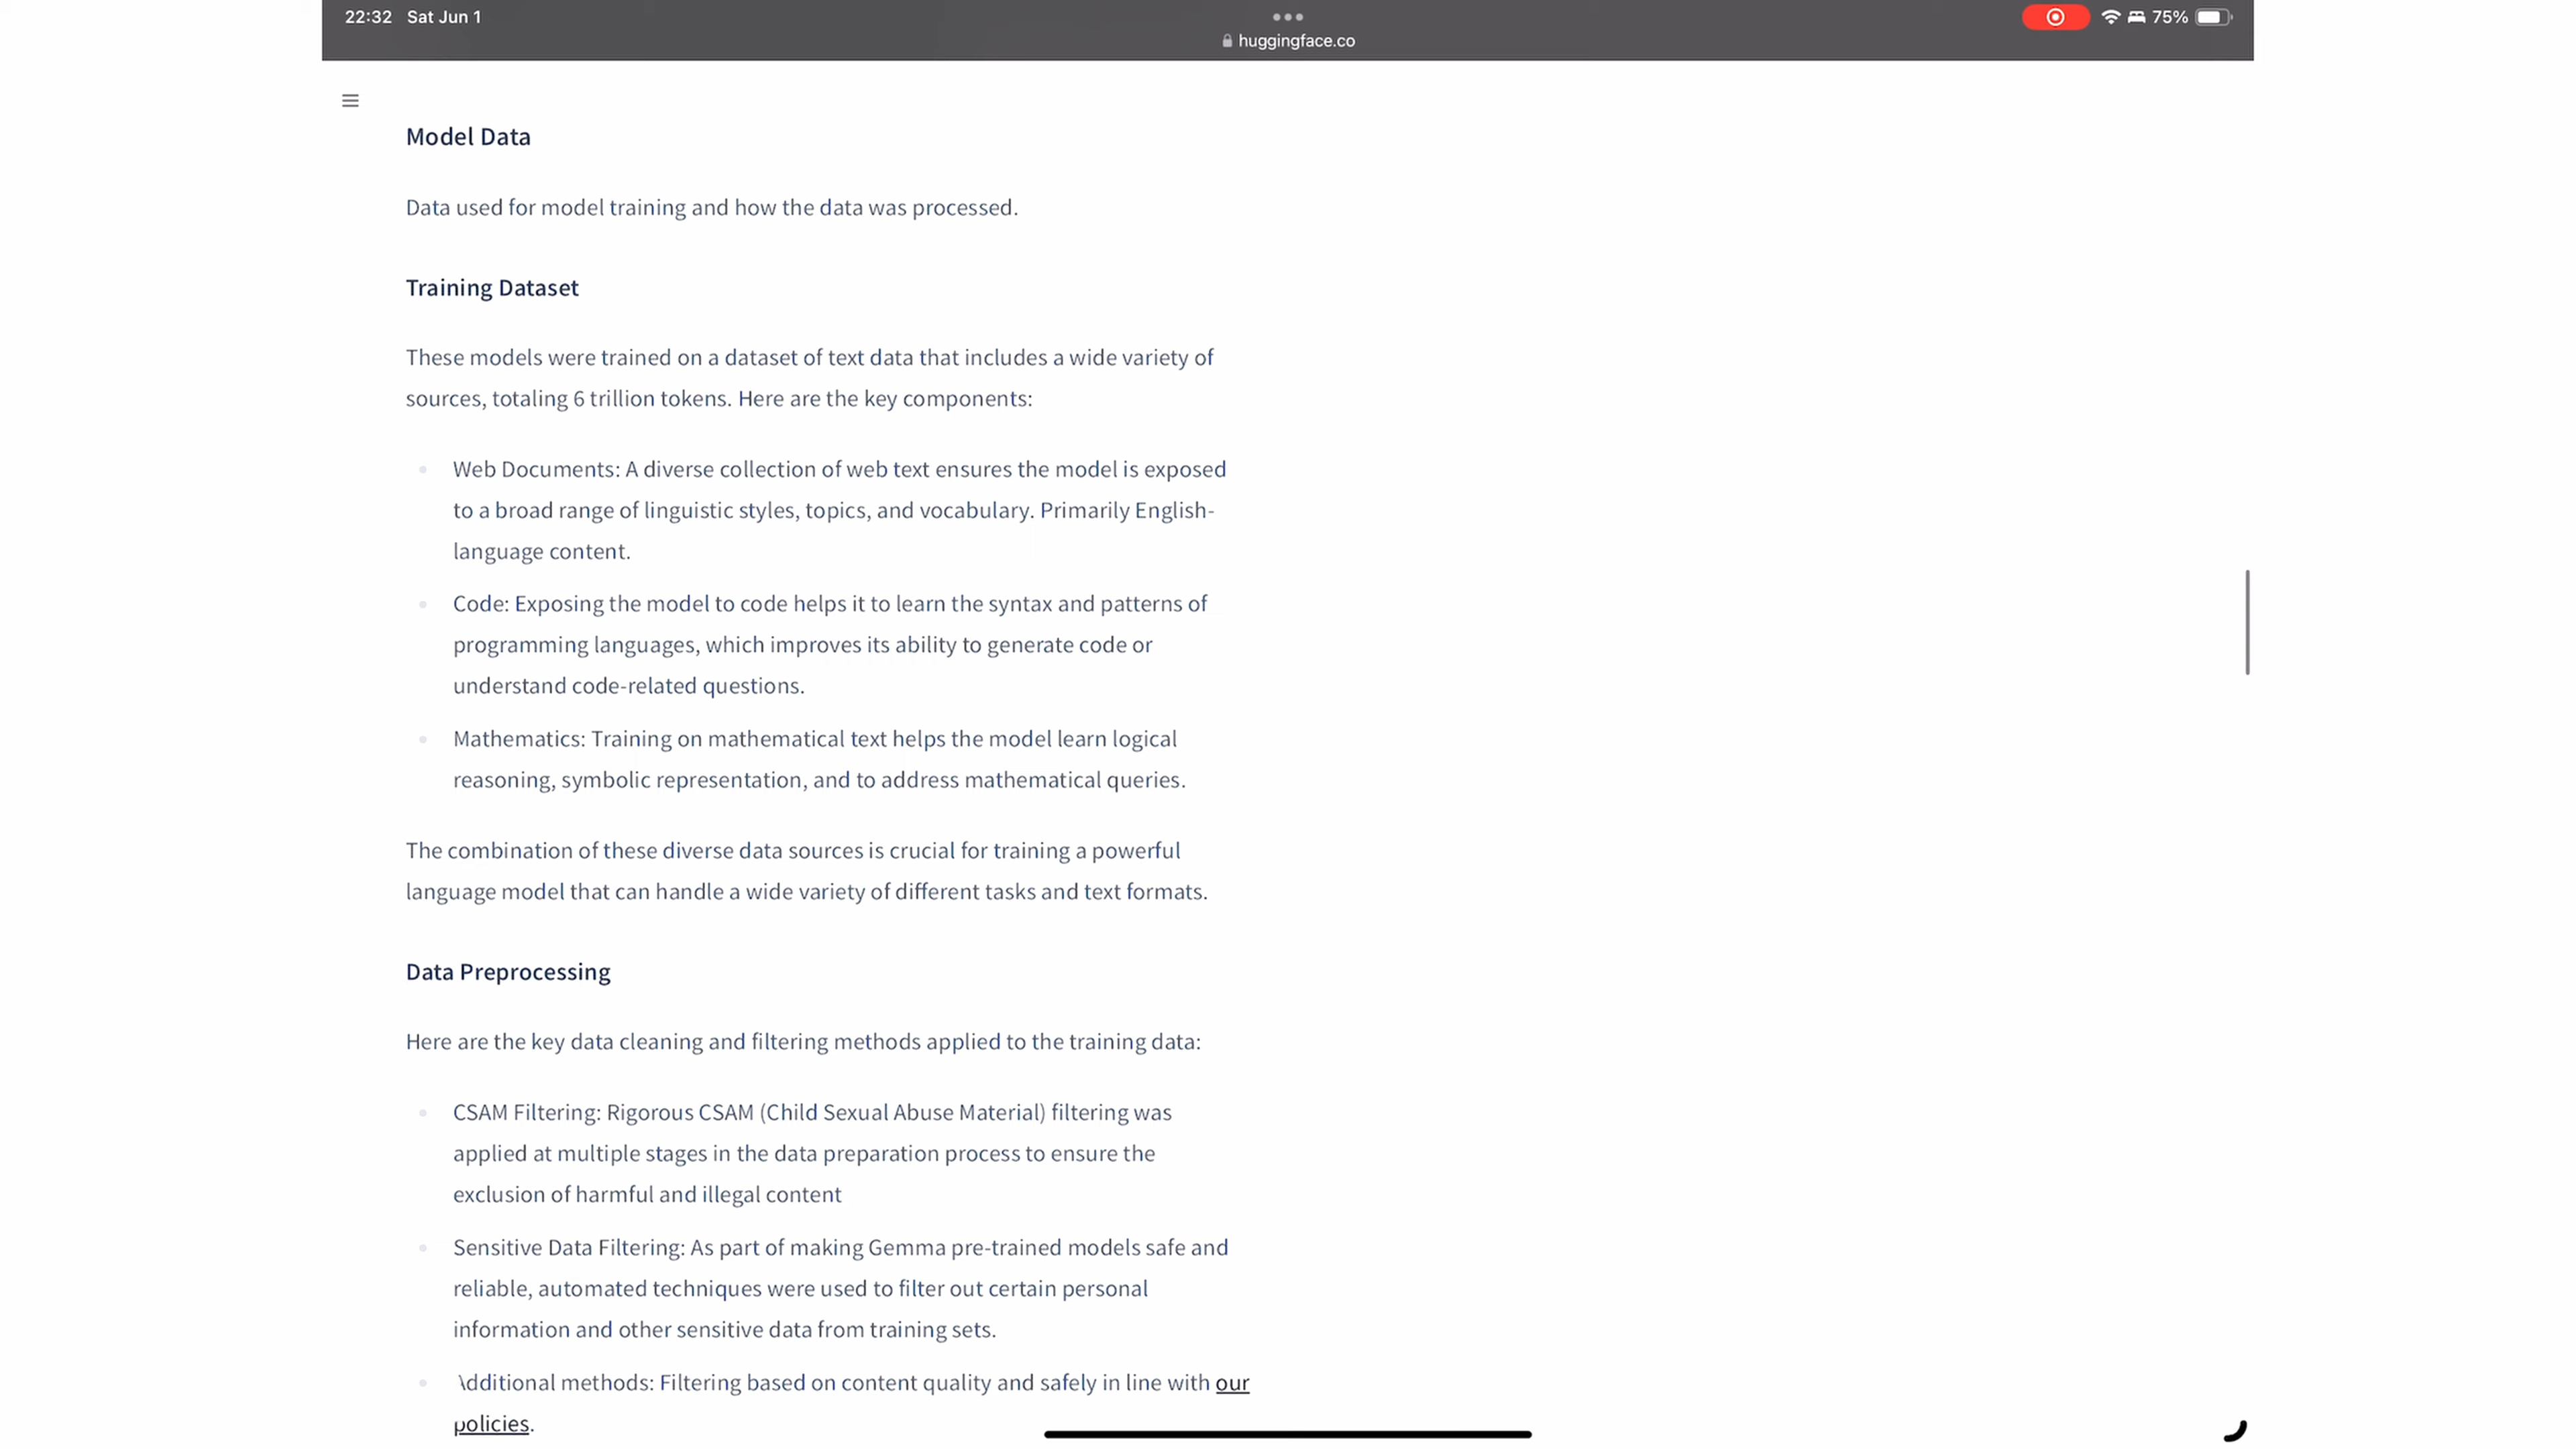 22:32 Sat Jun 1
75%
huggingface.co
Model Data
Data used for model training and how the data was processed.
Training Dataset
These models were trained on a dataset of text data that includes a wide variety of
sources, totaling 6 trillion tokens. Here are the key components:
Web Documents: A diverse collection of web text ensures the model is exposed
to a broad range of linguistic styles, topics, and vocabulary. Primarily English-
language content.
Code: Exposing the model to code helps it to learn the syntax and patterns of
programming languages, which improves its ability to generate code or
understand code-related questions.
Mathematics: Training on mathematical text helps the model learn logical
reasoning, symbolic representation, and to address mathematical queries.
The combination of these diverse data sources is crucial for training a powerful
language model that can handle a wide variety of different tasks and text formats.
Data Preprocessing
Here are the key data cleaning and filtering methods applied to the training data:
CSAM Filtering: Rigorous CSAM (Child Sexual Abuse Material) filtering was
applied at multiple stages in the data preparation process to ensure the
exclusion of harmful and illegal content
Sensitive Data Filtering: As part of making Gemma pre-trained models safe and
reliable, automated techniques were used to filter out certain personal
information and other sensitive data from training sets.
Additional methods: Filtering based on content quality and safely in line with our
policies.